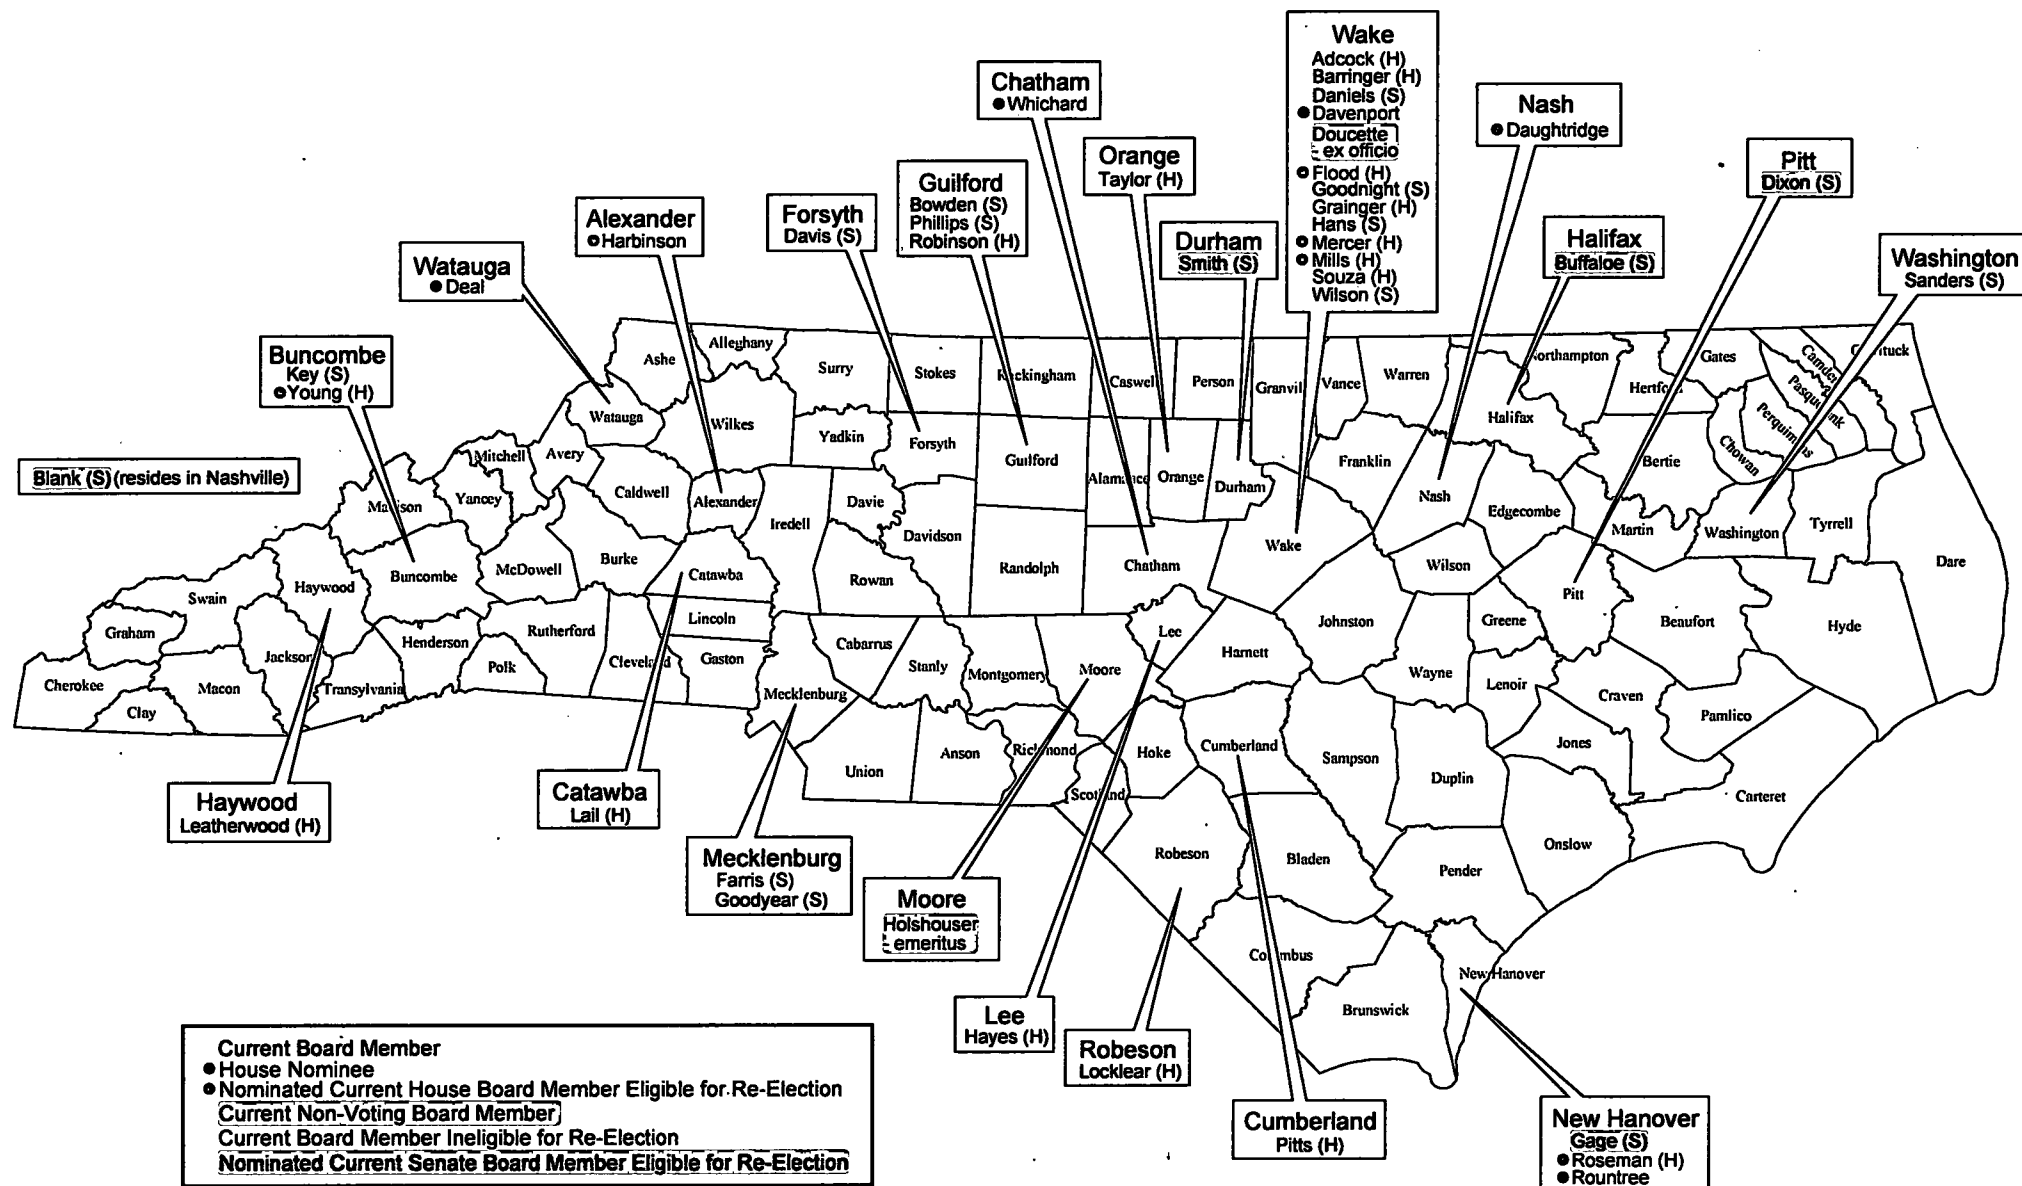 Wake
Adcock (H)
Barringer (H)
Daniels (S)
Davenport
Doucette
- ex officio
Flood (H)
Goodnight (S)
Grainger (H)
Hans (S)
Mercer (H)
Mills (H)
Souza (H)
Wilson (S)
Chatham
Whichard
Nash
Daughtridge
Orange
Taylor (H)
Pitt
Dixon (S)
Guilford
Bowden (S)
Phillips (S)
Robinson (H)
Forsyth
Davis (S)
Alexander
Harbinson
Durham
Smith (S)
Halifax
Buffaloe (S)
Washington
Sanders (S)
Watauga
Deal
Buncombe
Key (S)
Young (H)
Blank (S) (resides in Nashville)
Ashe
Alleghany
Surry
Stokes
Rockingham
Caswell
Person
Granvil
Vance
Warren
Northampton
Hertford
Gates
Camden
Currituck
Pasquotank
Perquimans
Chowan
Watauga
Wilkes
Yadkin
Forsyth
Guilford
Alamance
Orange
Durham
Franklin
Halifax
Bertie
Mitchell
Avery
Caldwell
Alexander
Iredell
Davie
Davidson
Nash
Edgecombe
Martin
Washington
Tyrrell
Dare
Madison
Yancey
Wake
Wilson
Pitt
Swain
Haywood
Buncombe
McDowell
Burke
Catawba
Rowan
Randolph
Chatham
Graham
Jackson
Henderson
Rutherford
Lincoln
Johnston
Greene
Beaufort
Hyde
Cherokee
Clay
Macon
Transylvania
Polk
Cleveland
Gaston
Mecklenburg
Cabarrus
Stanly
Montgomery
Moore
Lee
Harnett
Wayne
Lenoir
Craven
Pamlico
Union
Anson
Richmond
Scotland
Hoke
Cumberland
Sampson
Duplin
Jones
Carteret
Robeson
Bladen
Pender
Onslow
Columbus
Brunswick
New Hanover
Haywood
Leatherwood (H)
Catawba
Lail (H)
Mecklenburg
Farris (S)
Goodyear (S)
Moore
Holshouser
- emeritus
Lee
Hayes (H)
Robeson
Locklear (H)
Cumberland
Pitts (H)
New Hanover
Gage (S)
Roseman (H)
Rountree
Current Board Member
House Nominee
Nominated Current House Board Member Eligible for Re-Election
Current Non-Voting Board Member
Current Board Member Ineligible for Re-Election
Nominated Current Senate Board Member Eligible for Re-Election